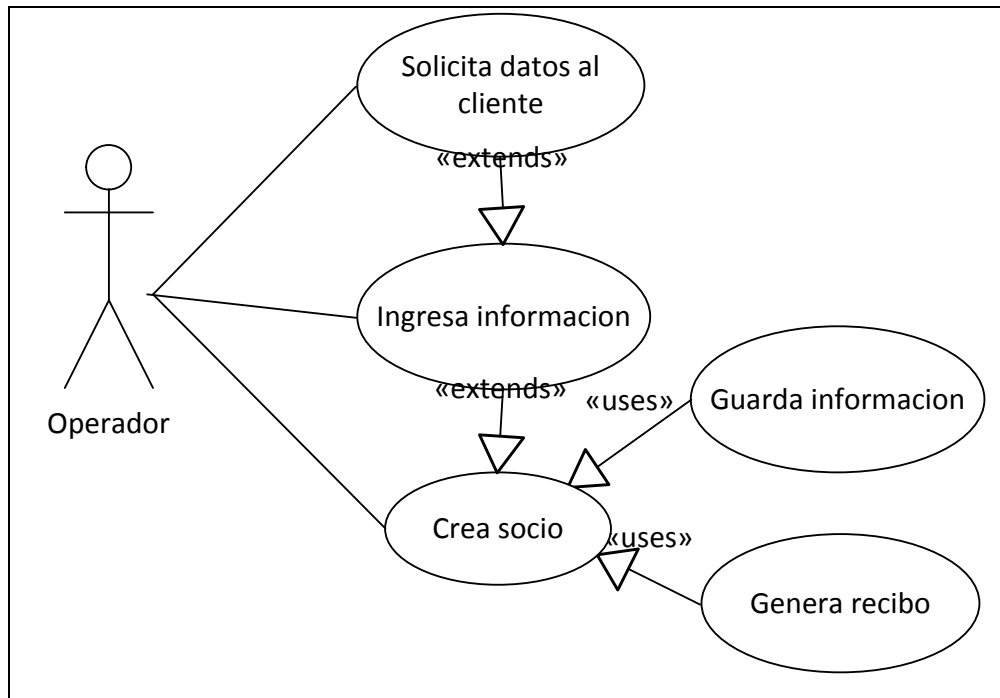 Solicita datos al
cliente
«extends»
Ingresa informacion
«extends»
«uses»
Guarda informacion
Operador
Crea socio
«uses»
Genera recibo